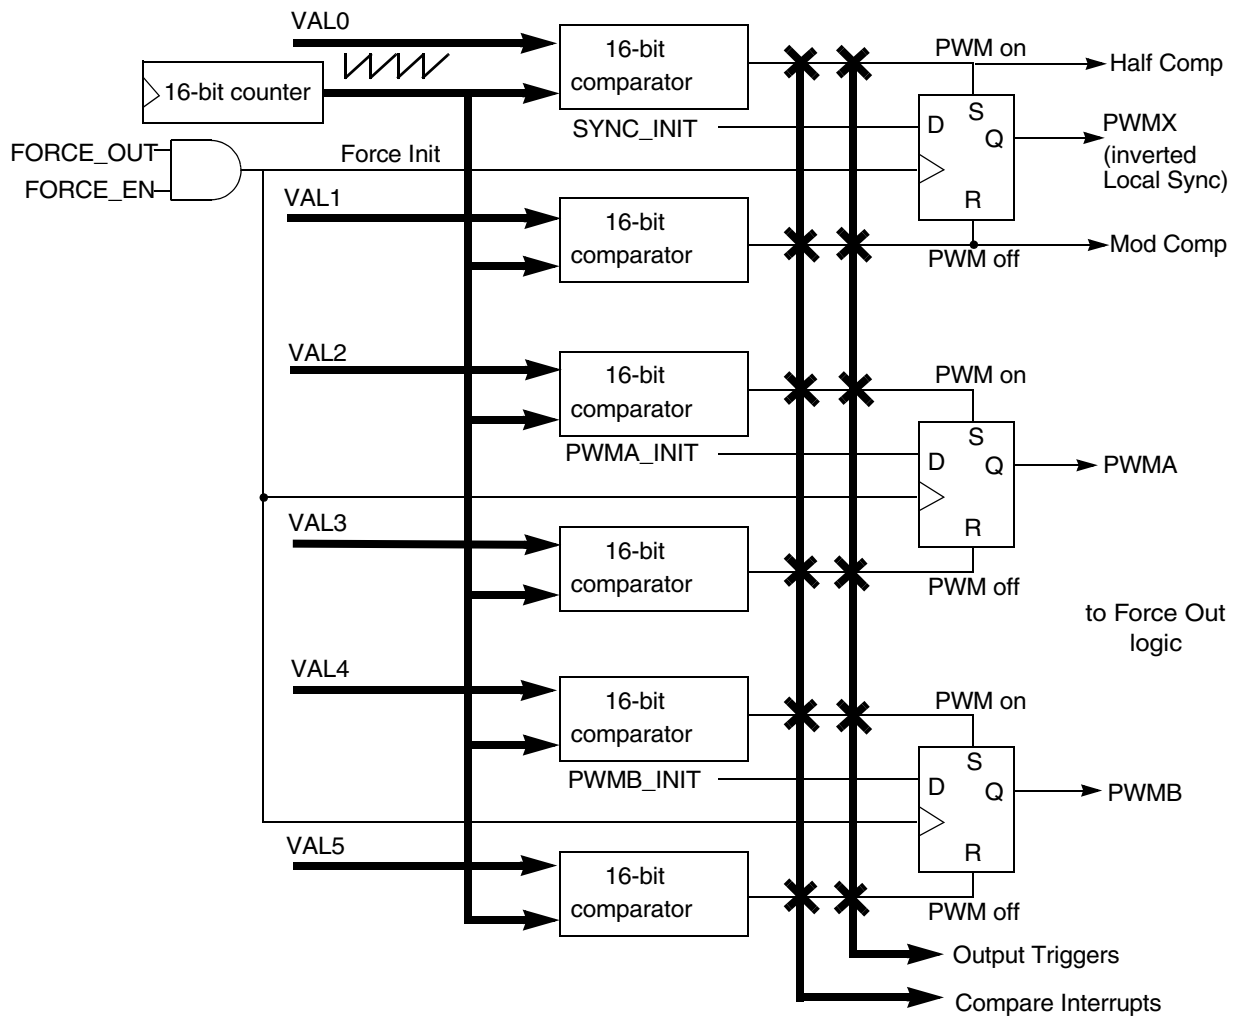 VAL0
16-bit
comparator
PWM on
Half Comp
16-bit counter
SYNC_INIT
D
S
Q
R
PWMX
(inverted
Local Sync)
FORCE_OUT
FORCE_EN
Force Init
VAL1
16-bit
comparator
PWM off
Mod Comp
VAL2
16-bit
comparator
PWM on
PWMA_INIT
D
S
Q
R
PWMA
VAL3
16-bit
comparator
PWM off
to Force Out
logic
VAL4
16-bit
comparator
PWM on
PWMB_INIT
D
S
Q
R
PWMB
VAL5
16-bit
comparator
PWM off
Output Triggers
Compare Interrupts